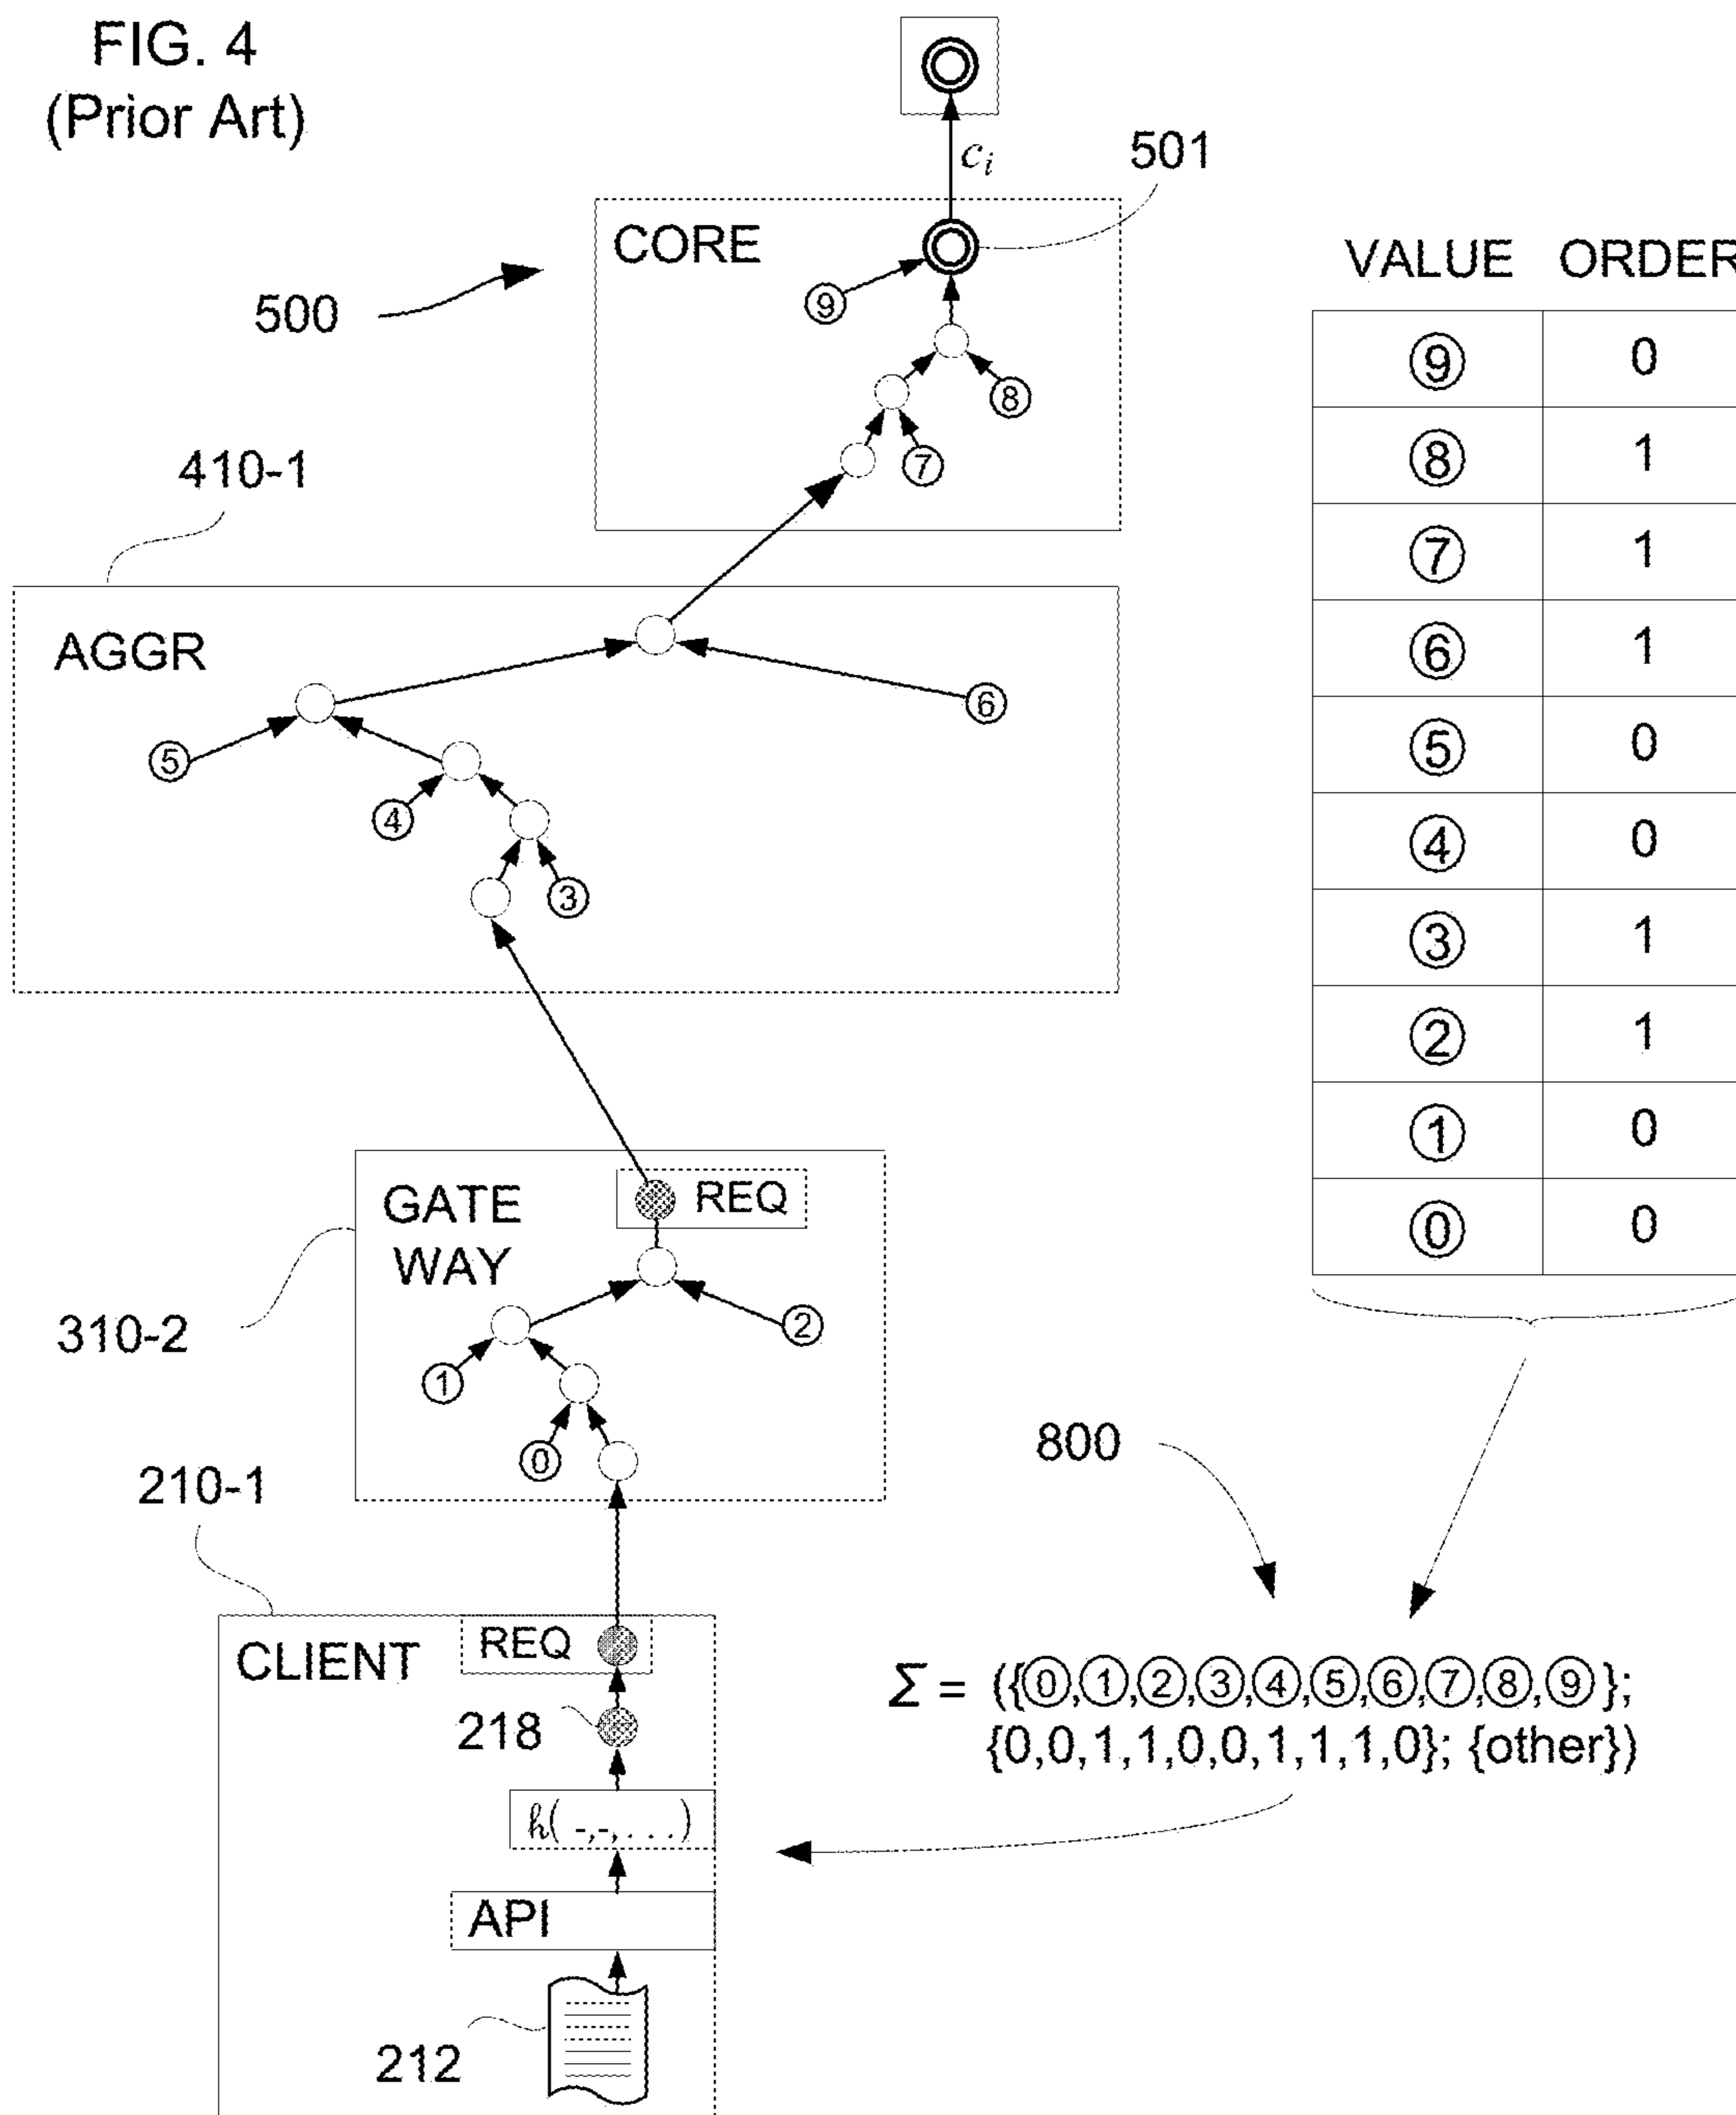 FIG. 4
(Prior Art)
c_i
501
CORE
500
⑨
⑧
⑦
410-1
AGGR
⑥
⑤
④
③
GATE
WAY
REQ
310-2
②
①
⓪
210-1
CLIENT
REQ
218
h( -,-, . . .)
API
212
VALUE ORDER
⑨ 0
⑧ 1
⑦ 1
⑥ 1
⑤ 0
④ 0
③ 1
② 1
① 0
⓪ 0
800
Σ = ({⓪,①,②,③,④,⑤,⑥,⑦,⑧,⑨};
{0,0,1,1,0,0,1,1,1,0}; {other})